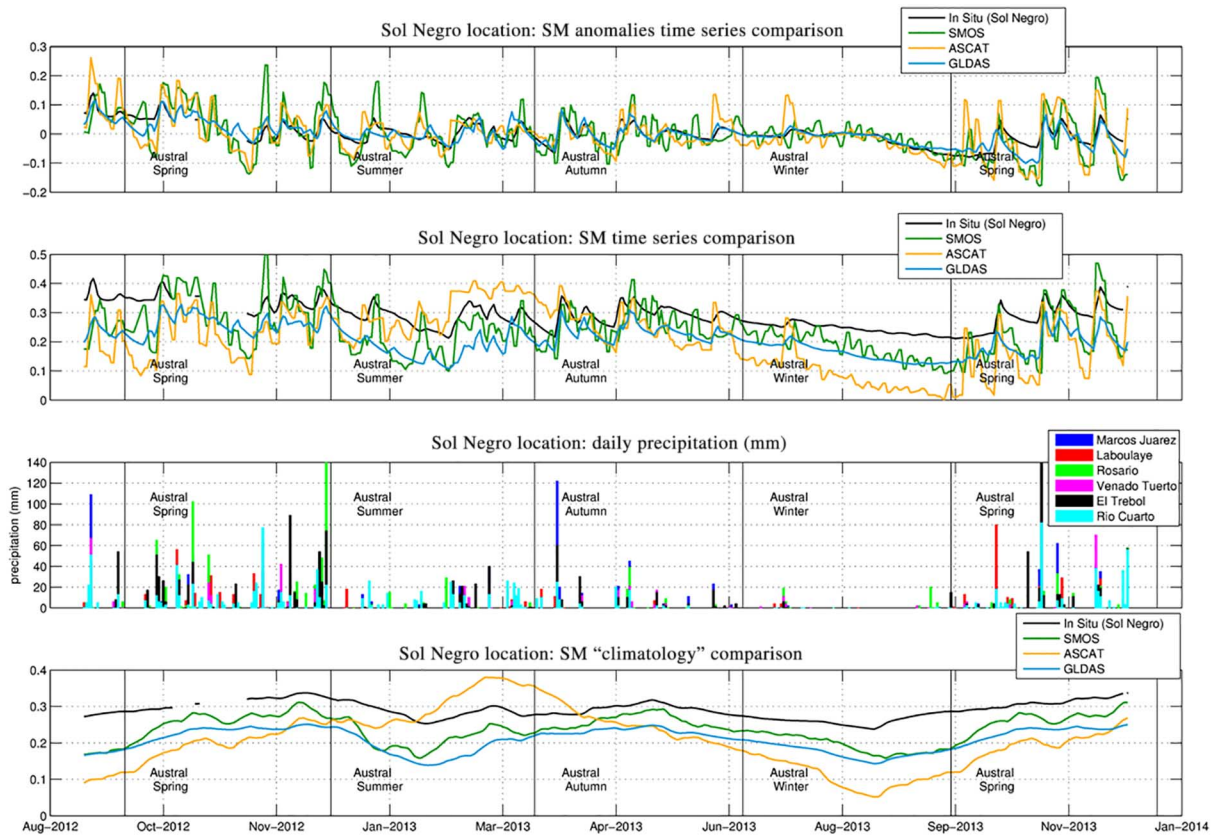 Sol Negro location: SM anomalies time series comparison
In Situ (Sol Negro)
SMOS
ASCAT
GLDAS
0.3
0.2
0.1
0
−0.1
−0.2
Austral
Spring
Austral
Summer
Austral
Autumn
Austral
Winter
Austral
Spring
Sol Negro location: SM time series comparison
In Situ (Sol Negro)
SMOS
ASCAT
GLDAS
0.5
0.4
0.3
0.2
0.1
0
Austral
Spring
Austral
Summer
Austral
Autumn
Austral
Winter
Austral
Spring
Sol Negro location: daily precipitation (mm)
Marcos Juarez
Laboulaye
Rosario
Venado Tuerto
El Trebol
Rio Cuarto
precipitation (mm)
140
120
100
80
60
40
20
0
Austral
Spring
Austral
Summer
Austral
Autumn
Austral
Winter
Austral
Spring
Sol Negro location: SM “climatology” comparison
In Situ (Sol Negro)
SMOS
ASCAT
GLDAS
0.4
0.3
0.2
0.1
0
Austral
Spring
Austral
Summer
Austral
Autumn
Austral
Winter
Austral
Spring
Aug−2012 Oct−2012 Nov−2012 Jan−2013 Mar−2013 Apr−2013 Jun−2013 Aug−2013 Sep−2013 Nov−2013 Jan−2014